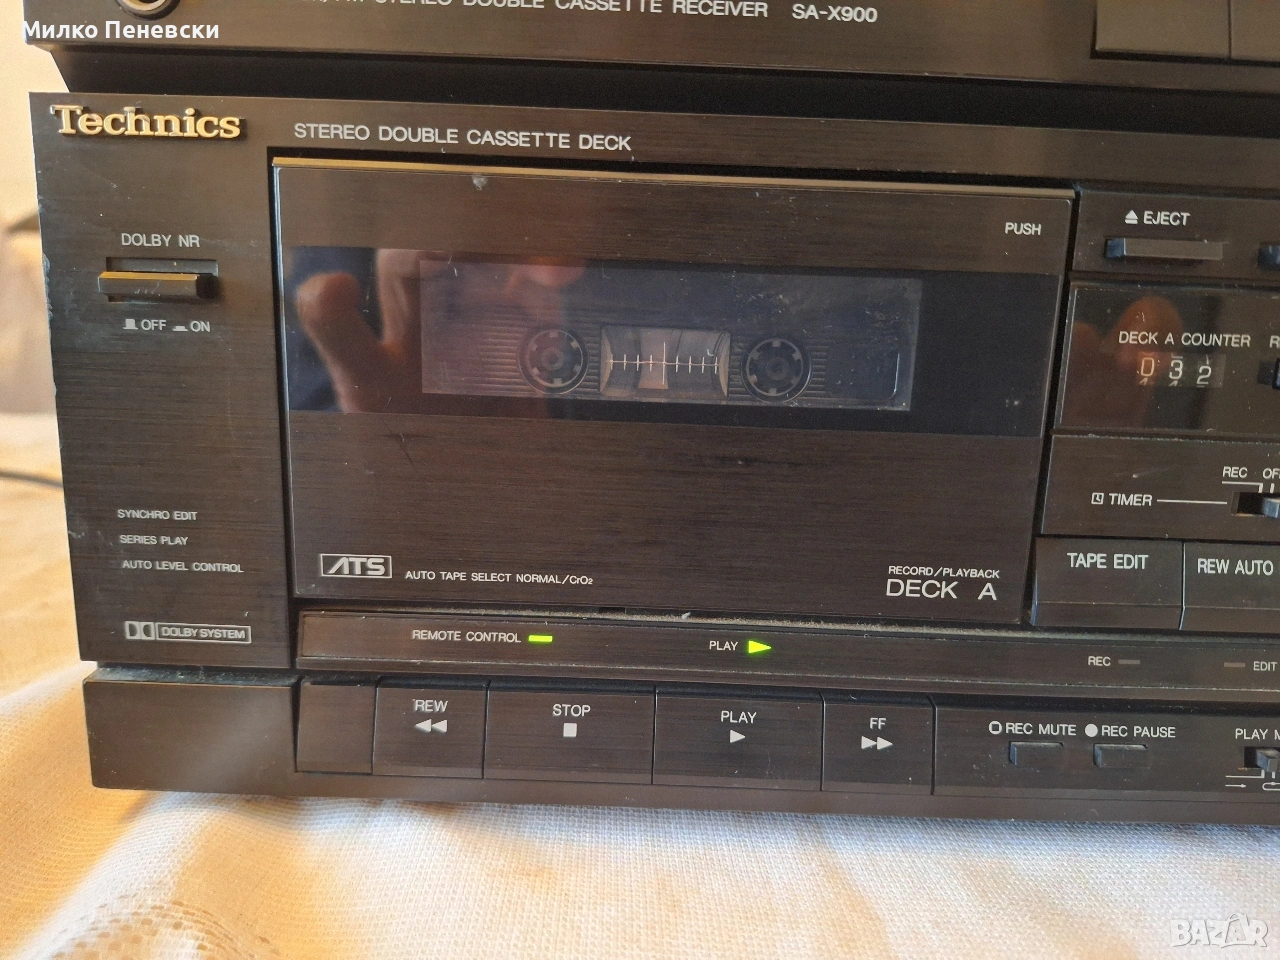 Милко Пеневски
STEREO DOUBLE CASSETTE RECEIVER SA-X900
Technics
STEREO DOUBLE CASSETTE DECK
PUSH
EJECT
DOLBY NR
OFF ON
DECK A COUNTER
032
REC
TIMER
SYNCHRO EDIT
SERIES PLAY
AUTO LEVEL CONTROL
ATS AUTO TAPE SELECT NORMAL/CrO2
RECORD/PLAYBACK
DECK A
TAPE EDIT
REW AUTO
DOLBY SYSTEM
REMOTE CONTROL
PLAY
REC
EDIT
REW
STOP
PLAY
FF
REC MUTE
REC PAUSE
PLAY
BAZAR